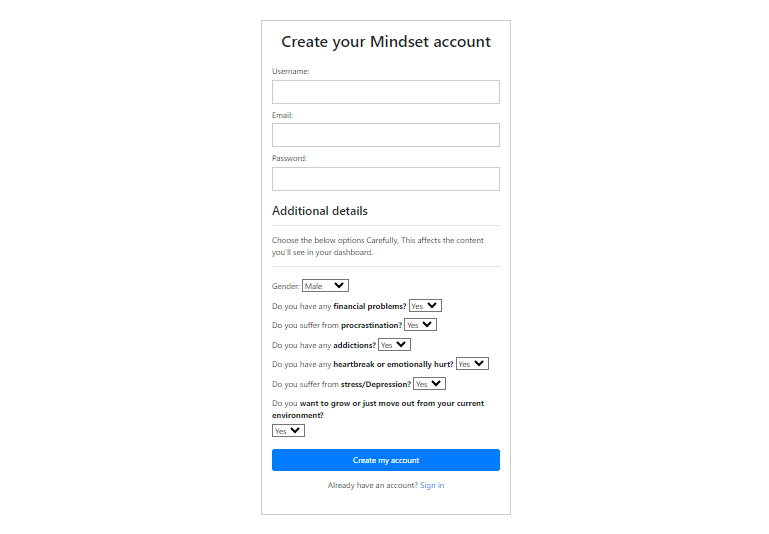 Create your Mindset account
Username:
Email:
Password:
Additional details
Choose the below options Carefully, This affects the content
you'll see in your dashboard.
Gender: Male
Do you have any financial problems? Yes
Do you suffer from procrastination? Yes
Do you have any addictions? Yes
Do you have any heartbreak or emotionally hurt? Yes
Do you suffer from stress/Depression? Yes
Do you want to grow or just move out from your current
environment?
Yes
Create my account
Already have an account? Sign in